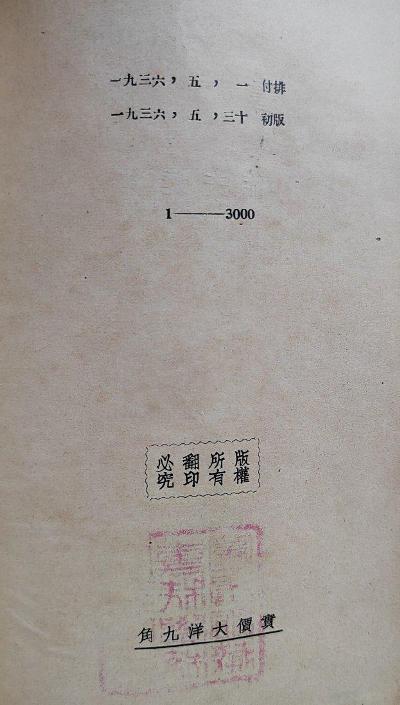 一九三六，五，一 付排
一九三六，五，三十 初版
1———3000
版權
所有
翻印
必究
實價大洋九角